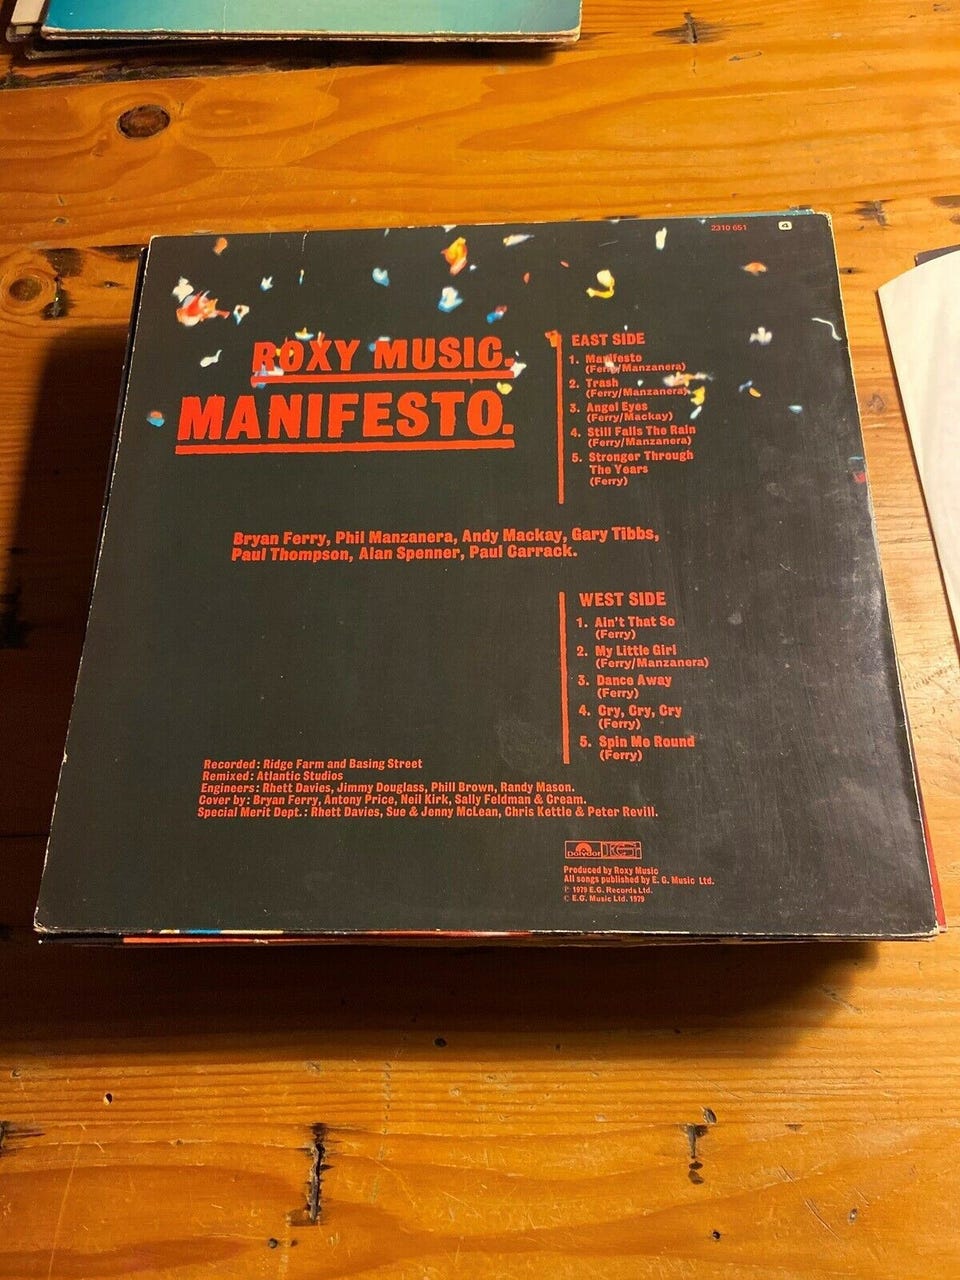 2310 651
4
ROXY MUSIC.
MANIFESTO.
EAST SIDE
1. Manifesto
(Ferry/Manzanera)
2. Trash
(Ferry/Manzanera)
3. Angel Eyes
(Ferry/Mackay)
4. Still Falls The Rain
(Ferry/Manzanera)
5. Stronger Through
The Years
(Ferry)
Bryan Ferry, Phil Manzanera, Andy Mackay, Gary Tibbs,
Paul Thompson, Alan Spenner, Paul Carrack.
WEST SIDE
1. Ain't That So
(Ferry)
2. My Little Girl
(Ferry/Manzanera)
3. Dance Away
(Ferry)
4. Cry, Cry, Cry
(Ferry)
5. Spin Me Round
(Ferry)
Recorded: Ridge Farm and Basing Street
Remixed: Atlantic Studios
Engineers: Rhett Davies, Jimmy Douglass, Phill Brown, Randy Mason.
Cover by: Bryan Ferry, Antony Price, Neil Kirk, Sally Feldman & Cream.
Special Merit Dept.: Rhett Davies, Sue & Jenny McLean, Chris Kettle & Peter Revill.
Polydor EG
Produced by Roxy Music
All songs published by E. G. Music Ltd.
℗ 1979 E.G. Records Ltd.
© E.G. Music Ltd. 1979